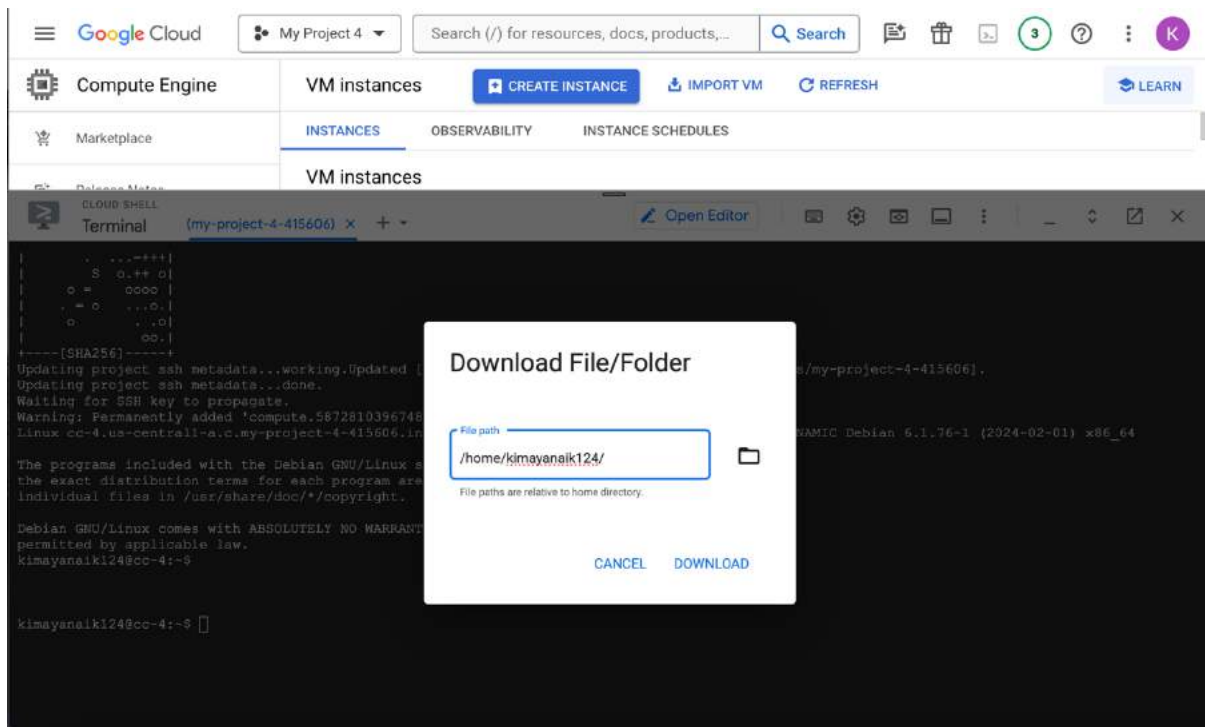 Google Cloud
My Project 4
Search (/) for resources, docs, products,...
Search
3
K
Compute Engine
VM instances
CREATE INSTANCE
IMPORT VM
REFRESH
LEARN
Marketplace
INSTANCES
OBSERVABILITY
INSTANCE SCHEDULES
Release Notes
VM instances
CLOUD SHELL
Terminal
(my-project-4-415606)
Open Editor
| . ...=+++|
| S o.++ o|
| o = oooo |
| . = o ...o.|
| o . .o|
| oo.|
+----[SHA256]-----+
Updating project ssh metadata...working.Updated [
s/my-project-4-415606].
Updating project ssh metadata...done.
Waiting for SSH key to propagate.
Warning: Permanently added 'compute.5872810396748
Linux cc-4.us-central1-a.c.my-project-4-415606.in
NAMIC Debian 6.1.76-1 (2024-02-01) x86_64
The programs included with the Debian GNU/Linux s
the exact distribution terms for each program are
individual files in /usr/share/doc/*/copyright.
Debian GNU/Linux comes with ABSOLUTELY NO WARRANT
permitted by applicable law.
kimayanaik124@cc-4:~$
kimayanaik124@cc-4:~$
Download File/Folder
File path
/home/kimayanaik124/
File paths are relative to home directory.
CANCEL
DOWNLOAD